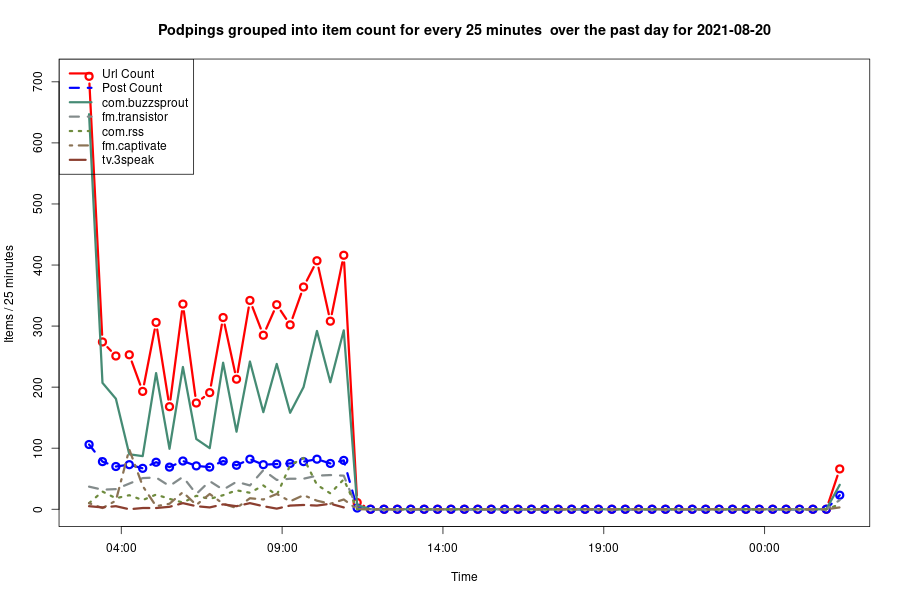 Podpings grouped into item count for every 25 minutes  over the past day for 2021-08-20
Url Count
Post Count
com.buzzsprout
fm.transistor
com.rss
fm.captivate
tv.3speak
Items / 25 minutes
700
600
500
400
300
200
100
0
04:00 09:00 14:00 19:00 00:00
Time